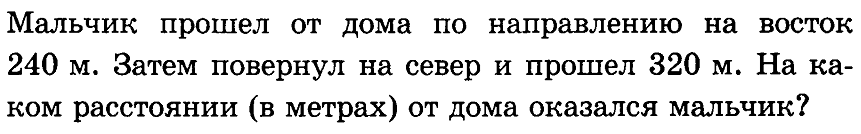 Мальчик прошел от дома по направлению на восток
240 м. Затем повернул на север и прошел 320 м. На ка-
ком расстоянии (в метрах) от дома оказался мальчик?